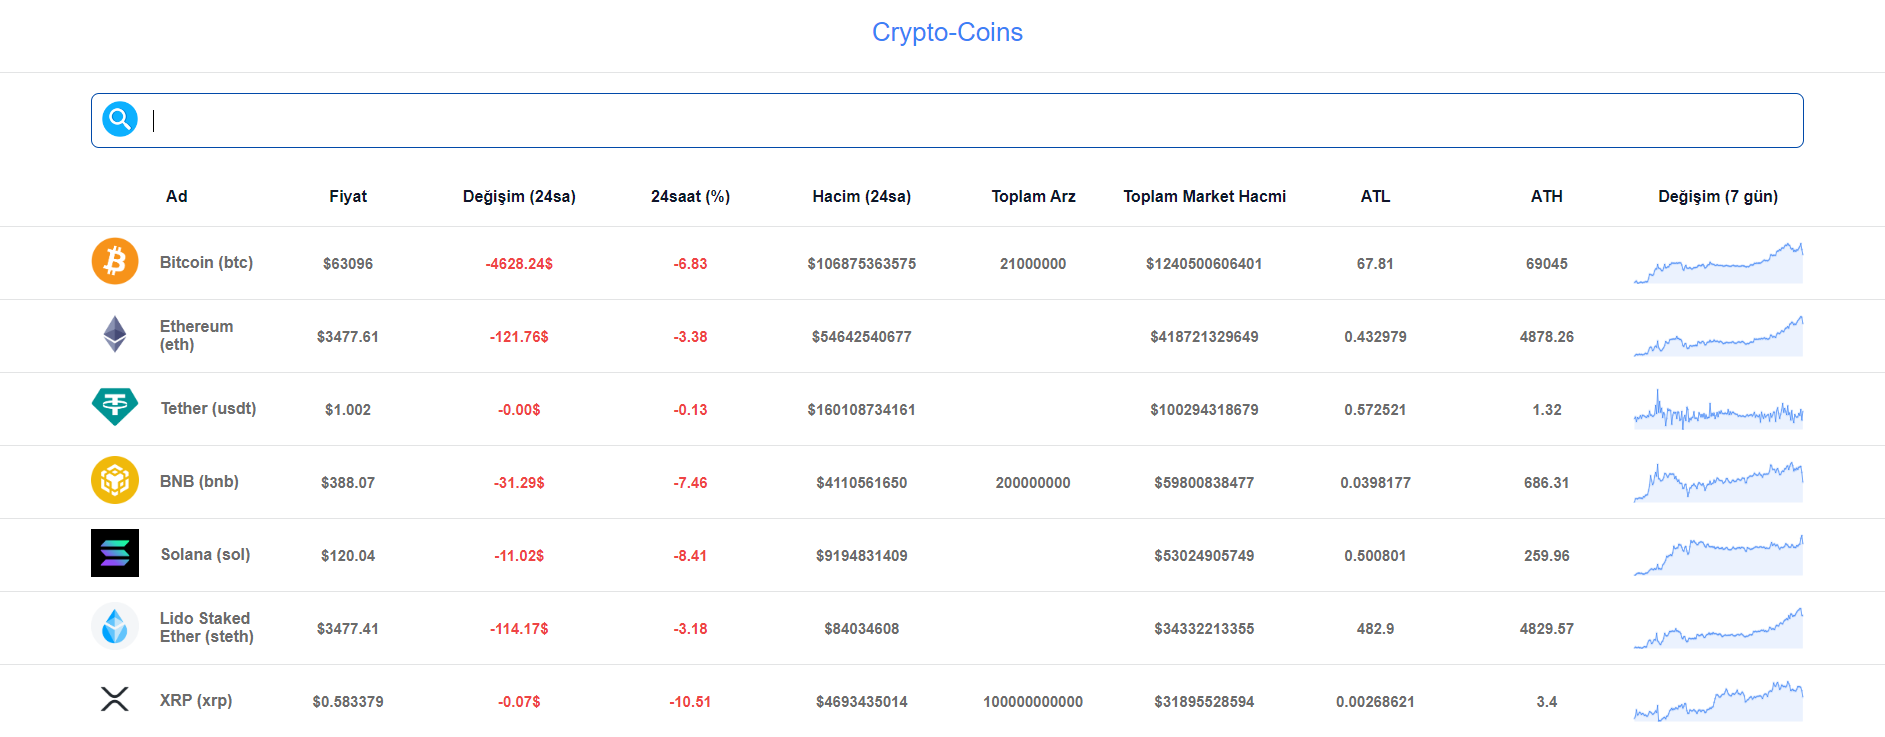 Crypto-Coins
Ad Fiyat Değişim (24sa) 24saat (%) Hacim (24sa) Toplam Arz Toplam Market Hacmi ATL ATH Değişim (7 gün)
Bitcoin (btc) $63096 -4628.24$ -6.83 $106875363575 21000000 $1240500606401 67.81 69045
Ethereum
(eth) $3477.61 -121.76$ -3.38 $54642540677 $418721329649 0.432979 4878.26
Tether (usdt) $1.002 -0.00$ -0.13 $160108734161 $100294318679 0.572521 1.32
BNB (bnb) $388.07 -31.29$ -7.46 $4110561650 200000000 $59800838477 0.0398177 686.31
Solana (sol) $120.04 -11.02$ -8.41 $9194831409 $53024905749 0.500801 259.96
Lido Staked
Ether (steth) $3477.41 -114.17$ -3.18 $84034608 $34332213355 482.9 4829.57
XRP (xrp) $0.583379 -0.07$ -10.51 $4693435014 100000000000 $31895528594 0.00268621 3.4